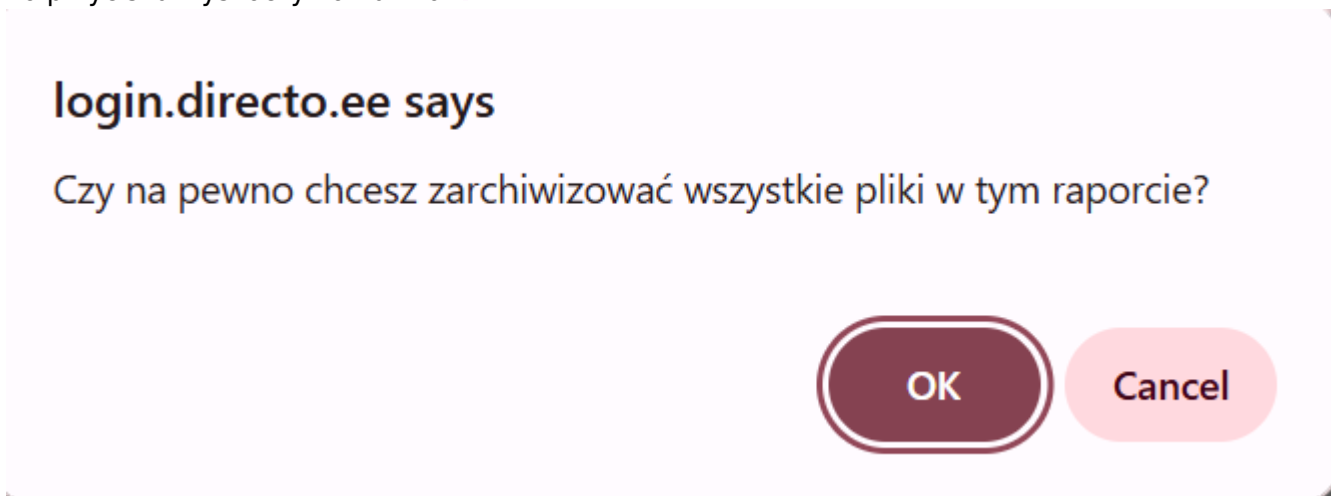 login.directo.ee says
Czy na pewno chcesz zarchiwizować wszystkie pliki w tym raporcie?
OK
Cancel